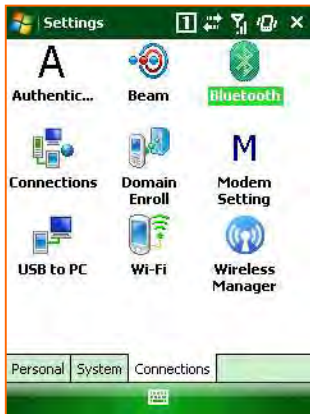 Settings
1
A
Authentic...
Beam
Bluetooth
Connections
Domain
Enroll
M
Modem
Setting
USB to PC
Wi-Fi
Wireless
Manager
Personal
System
Connections